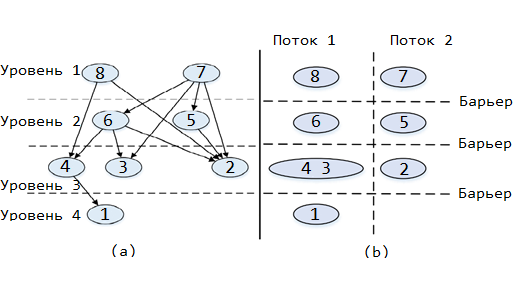 Поток 1 Поток 2
Уровень 1 8 7 8 7
Барьер
Уровень 2 6 5 6 5
Барьер
4 3 2 4 3 2
Уровень 3 Барьер
Уровень 4 1 1
(a) (b)